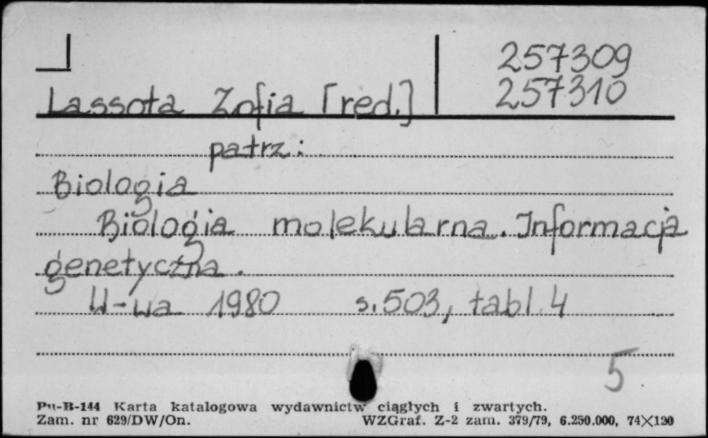 257309
257310
Lassota Zofia [red.]
patrz:
Biologia
Biologia molekularna. Informacja
genetyczna.
W-wa 1980 s. 503, tabl. 4
5
Pu-B-144 Karta katalogowa wydawnictw ciągłych i zwartych.
Zam. nr 629/DW/On. WZGraf. Z-2 zam. 379/79, 6.250.000, 74X120